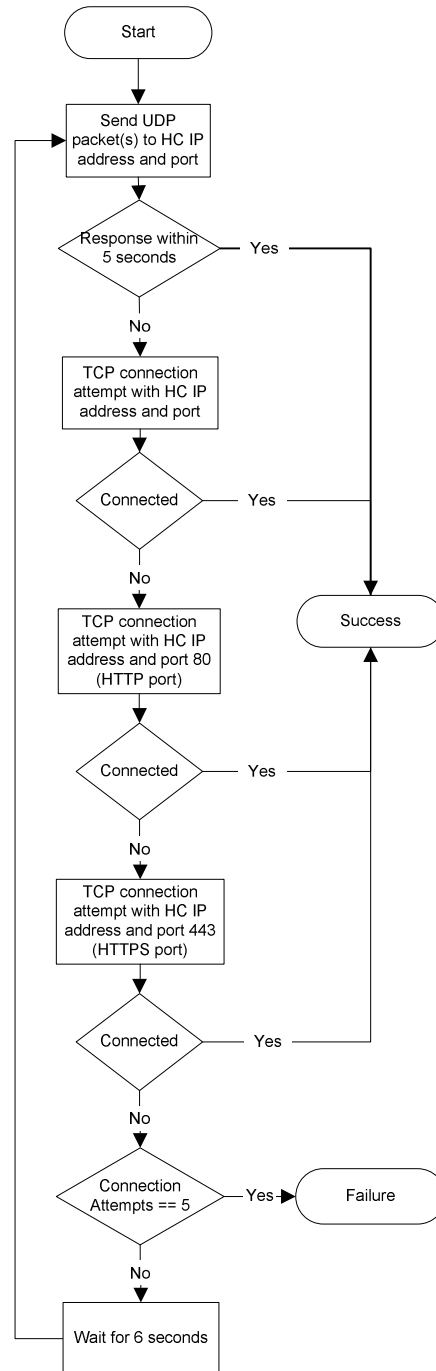 Start
Send UDP
packet(s) to HC IP
address and port
Response within
5 seconds
Yes
No
TCP connection
attempt with HC IP
address and port
Connected
Yes
No
TCP connection
attempt with HC IP
address and port 80
(HTTP port)
Success
Connected
Yes
No
TCP connection
attempt with HC IP
address and port 443
(HTTPS port)
Connected
Yes
No
Connection
Attempts == 5
Yes
Failure
No
Wait for 6 seconds